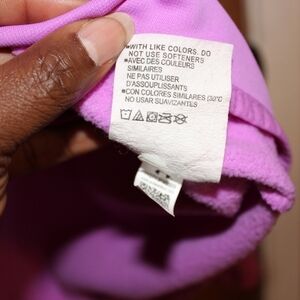 •WITH LIKE COLORS. DO
NOT USE SOFTENERS
•AVEC DES COULEURS
SIMILAIRES
NE PAS UTILISER
D'ASSOUPLISSANTS
•CON COLORES SIMILARES (30°C
NO USAR SUAVIZANTES